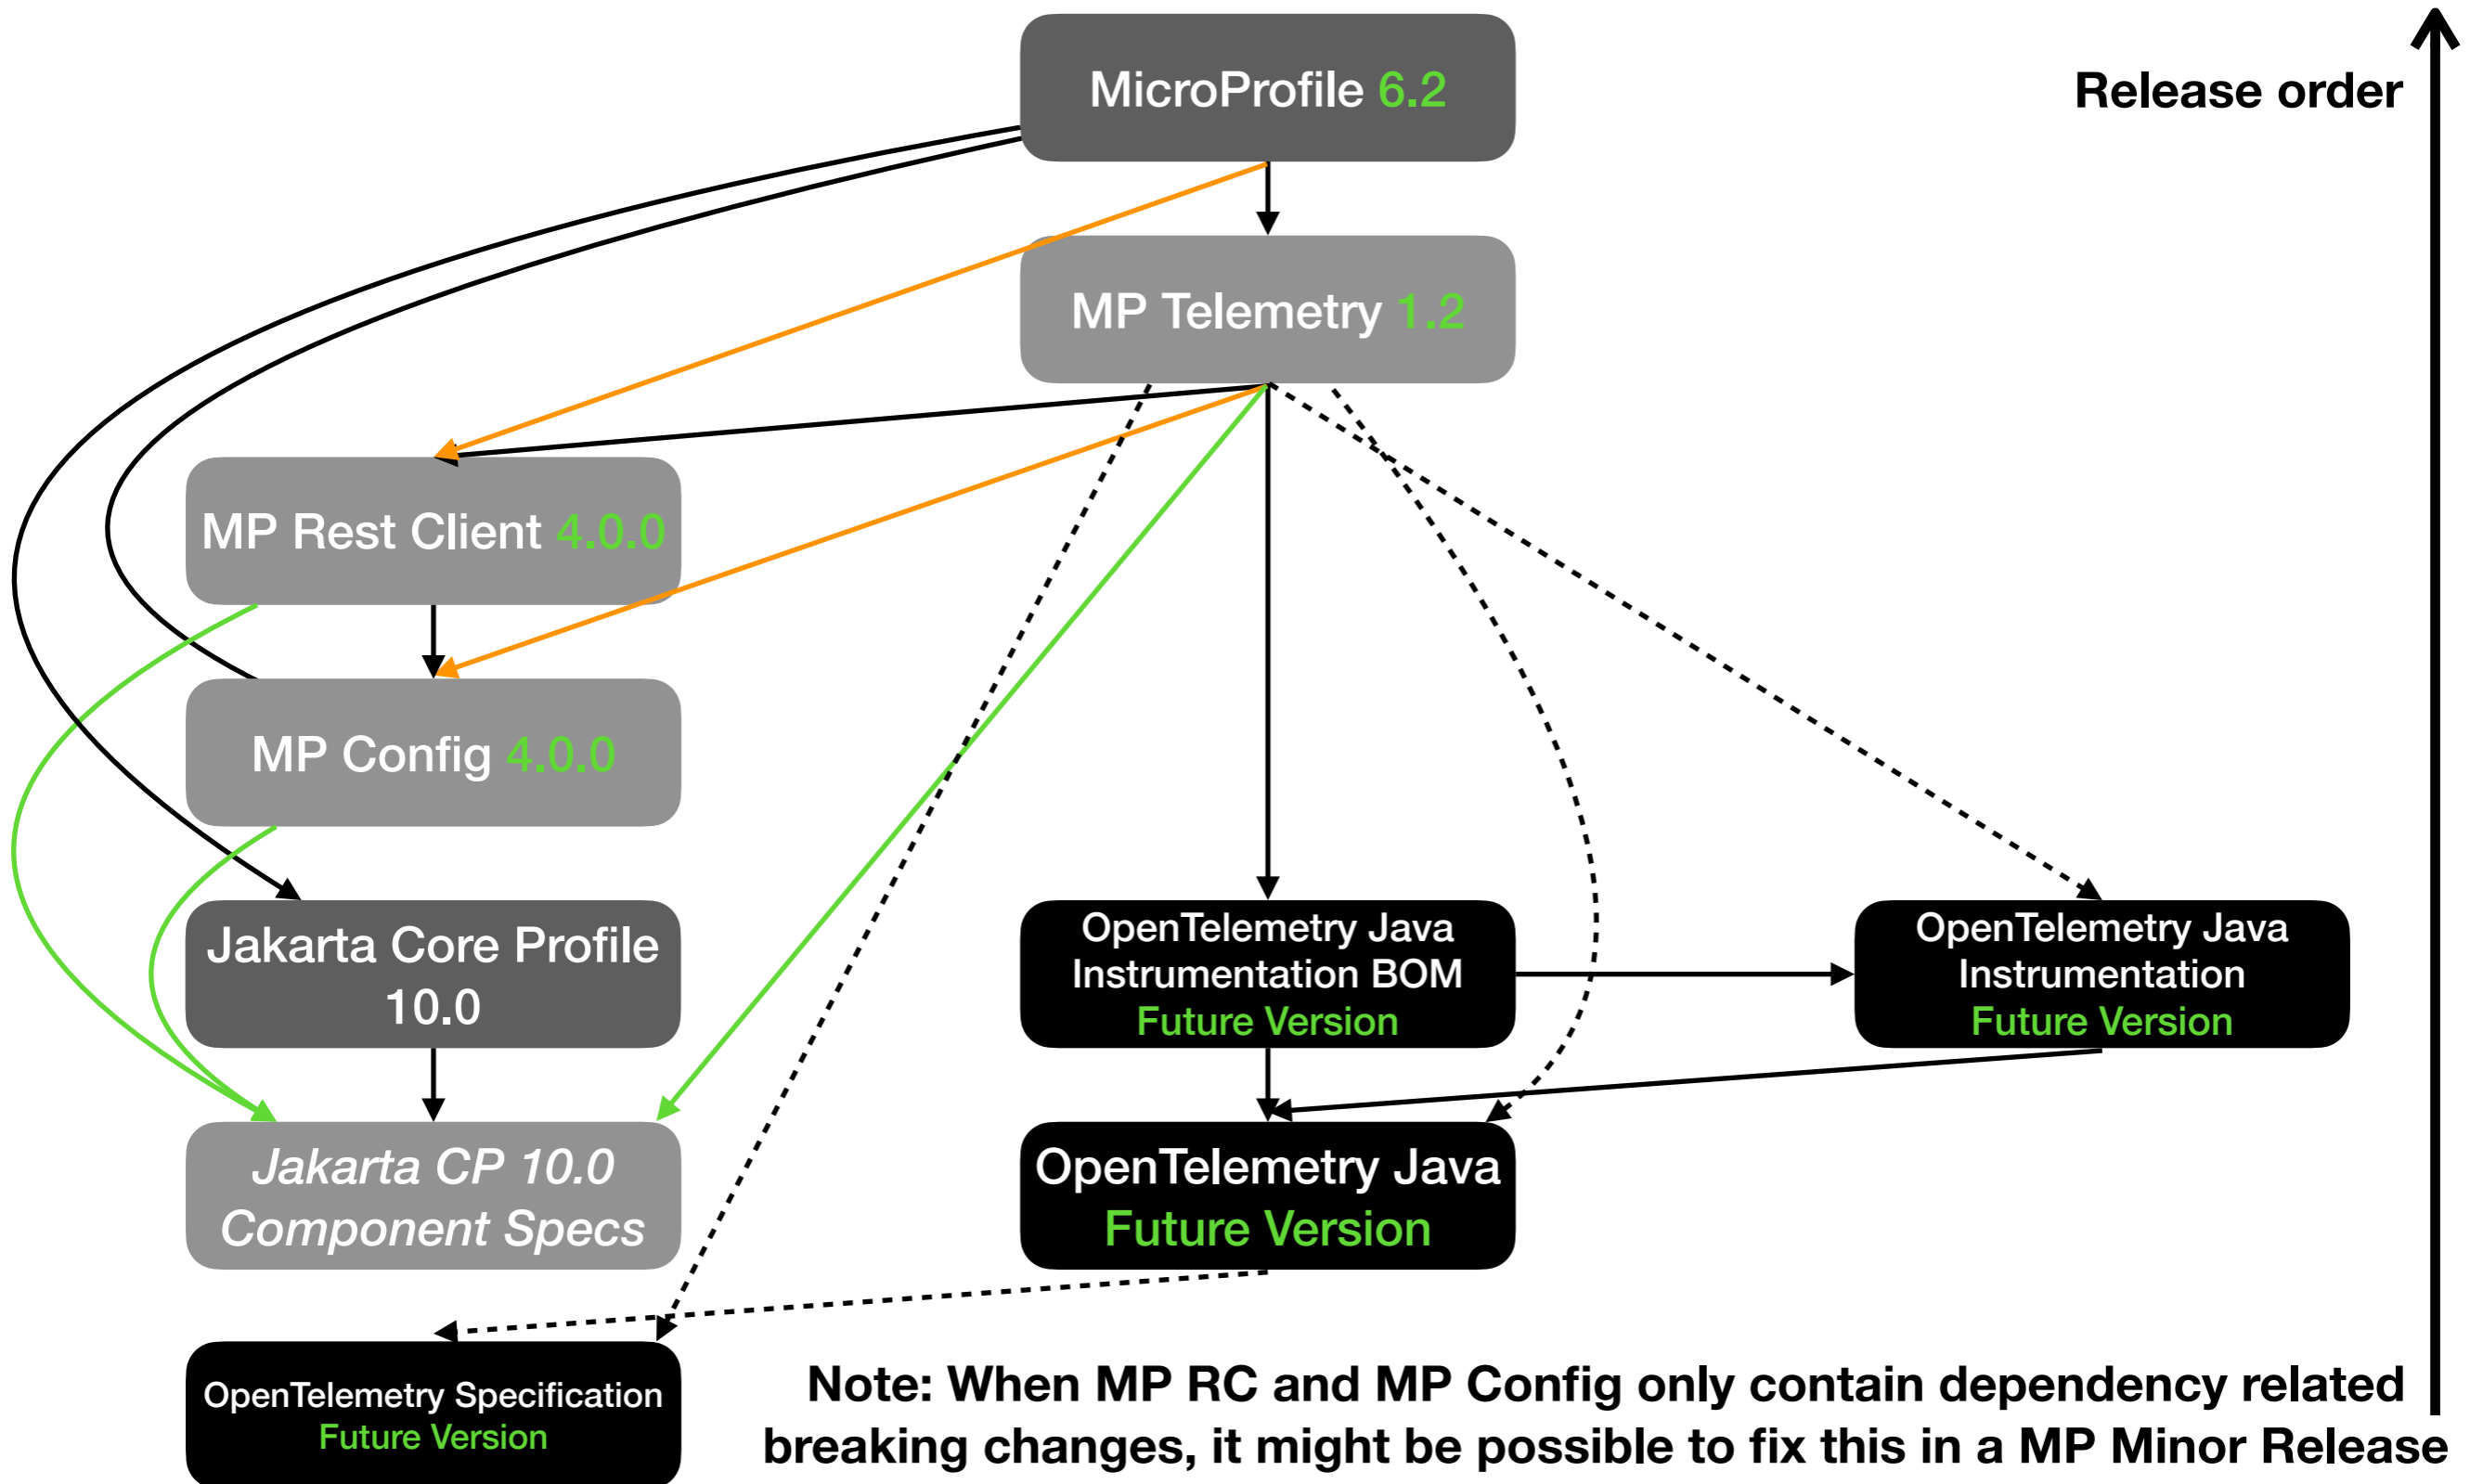 MicroProfile 6.2
Release order
MP Telemetry 1.2
MP Rest Client 4.0.0
MP Config 4.0.0
Jakarta Core Profile
10.0
OpenTelemetry Java
Instrumentation BOM
Future Version
OpenTelemetry Java
Instrumentation
Future Version
Jakarta CP 10.0
Component Specs
OpenTelemetry Java
Future Version
OpenTelemetry Specification
Future Version
Note: When MP RC and MP Config only contain dependency related
breaking changes, it might be possible to fix this in a MP Minor Release